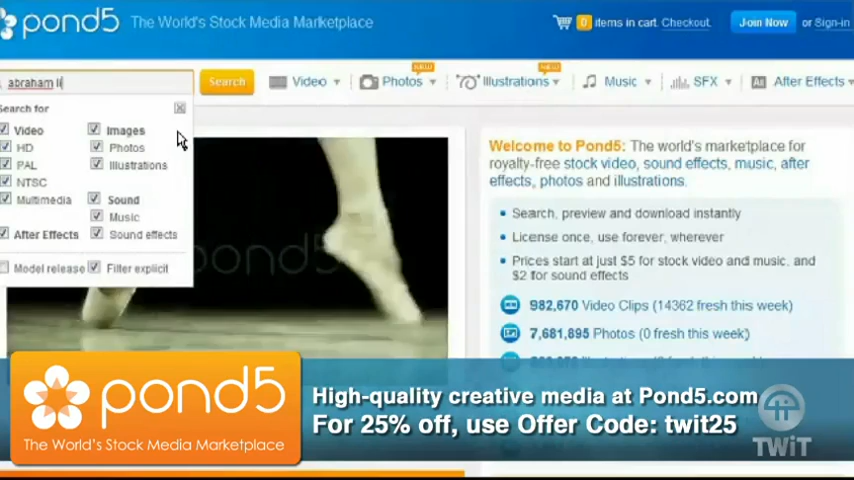 pond5 The World's Stock Media Marketplace
0 items in cart. Checkout. Join Now or Sign-in
abraham li
Search
Video
NEW
Photos
NEW
Illustrations
Music
SFX
After Effects
Search for
Video
Images
HD
Photos
PAL
Illustrations
NTSC
Multimedia
Sound
Music
After Effects
Sound effects
Model release
Filter explicit
pond5
Welcome to Pond5: The world's marketplace for
royalty-free stock video, sound effects, music, after
effects, photos and illustrations.
Search, preview and download instantly
License once, use forever, wherever
Prices start at just $5 for stock video and music, and
$2 for sound effects
982,670 Video Clips (14362 fresh this week)
7,681,895 Photos (0 fresh this week)
pond5
The World's Stock Media Marketplace
High-quality creative media at Pond5.com
For 25% off, use Offer Code: twit25
TWiT